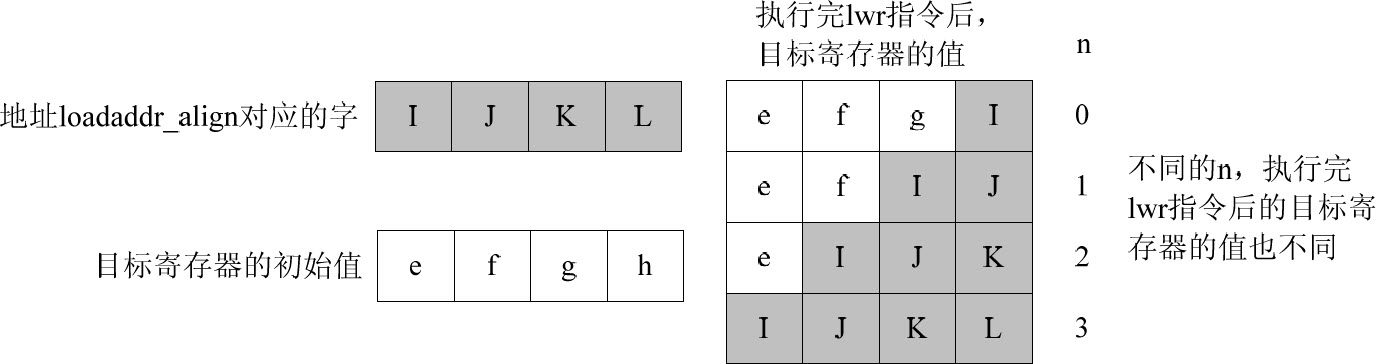 执行完lwr指令后，
目标寄存器的值
n
地址loadaddr_align对应的字
I J K L
e f g I 0
e f I J 1
不同的n，执行完
lwr指令后的目标寄
存器的值也不同
目标寄存器的初始值
e f g h
e I J K 2
I J K L 3